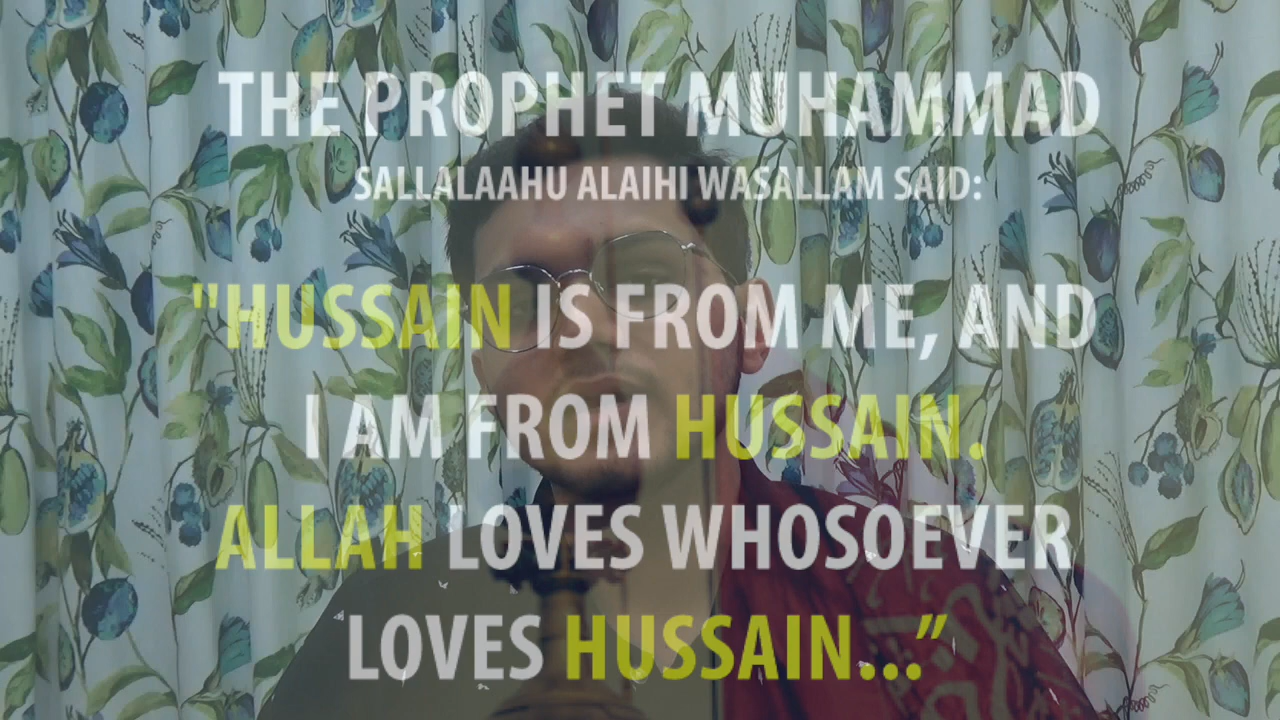 THE PROPHET MUHAMMAD
SALLALAAHU ALAIHI WASALLAM SAID:
"HUSSAIN IS FROM ME, AND
I AM FROM HUSSAIN.
ALLAH LOVES WHOSOEVER
LOVES HUSSAIN..."